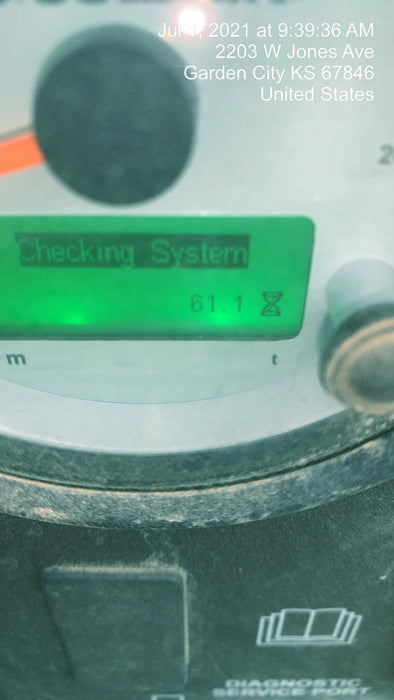 Jul 1, 2021 at 9:39:36 AM
2203 W Jones Ave
Garden City KS 67846
United States
Checking System
61.1
m t
DIAGNOSTIC
SERVICE PORT